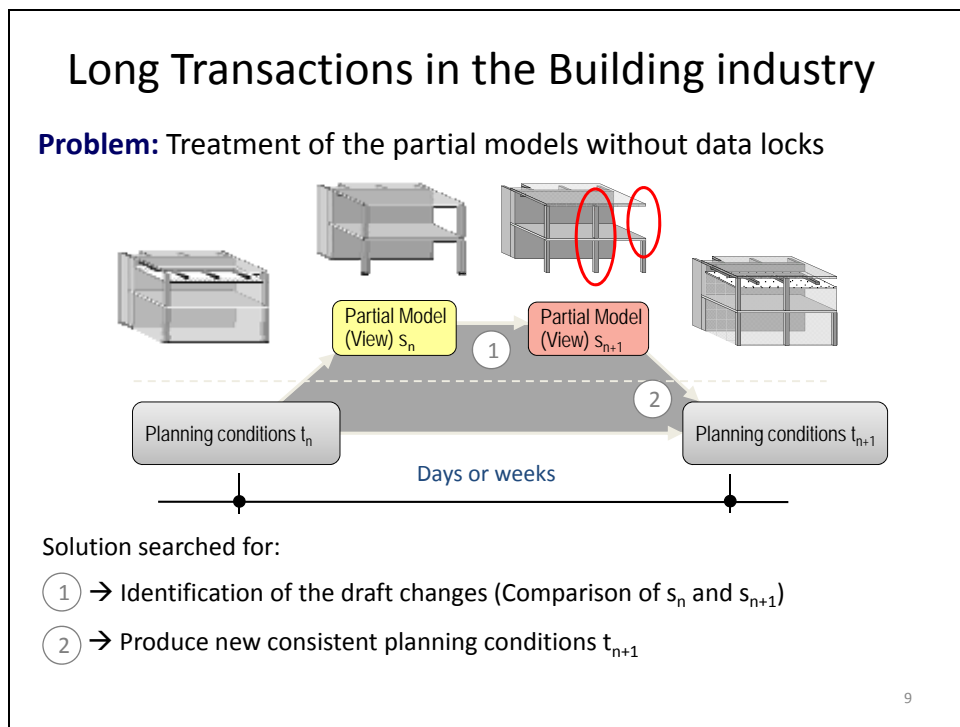 Long Transactions in the Building industry
Problem: Treatment of the partial models without data locks
Partial Model
(View) sₙ
Partial Model
(View) sₙ₊₁
1
2
Planning conditions tₙ
Planning conditions tₙ₊₁
Days or weeks
Solution searched for:
1 → Identification of the draft changes (Comparison of sₙ and sₙ₊₁)
2 → Produce new consistent planning conditions tₙ₊₁
9